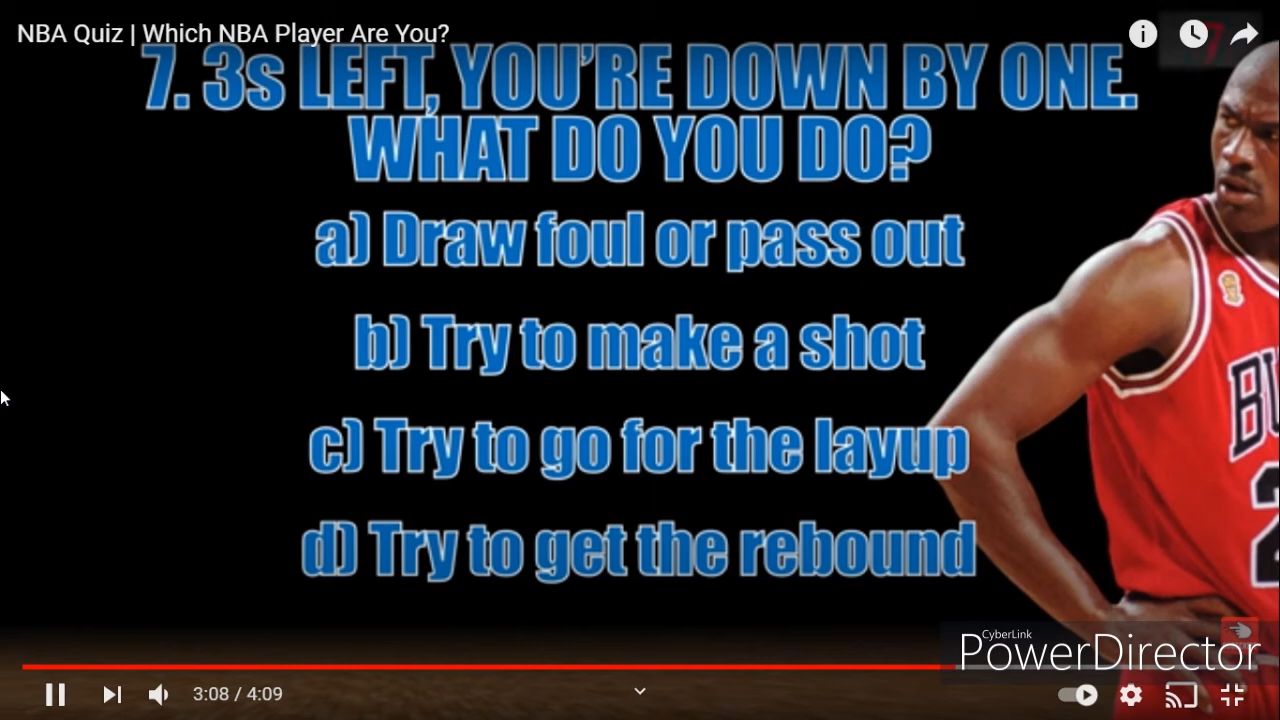 NBA Quiz | Which NBA Player Are You?
7. 3s LEFT, YOU'RE DOWN BY ONE.
WHAT DO YOU DO?
a) Draw foul or pass out
b) Try to make a shot
c) Try to go for the layup
d) Try to get the rebound
CyberLink
PowerDirector
3:08 / 4:09